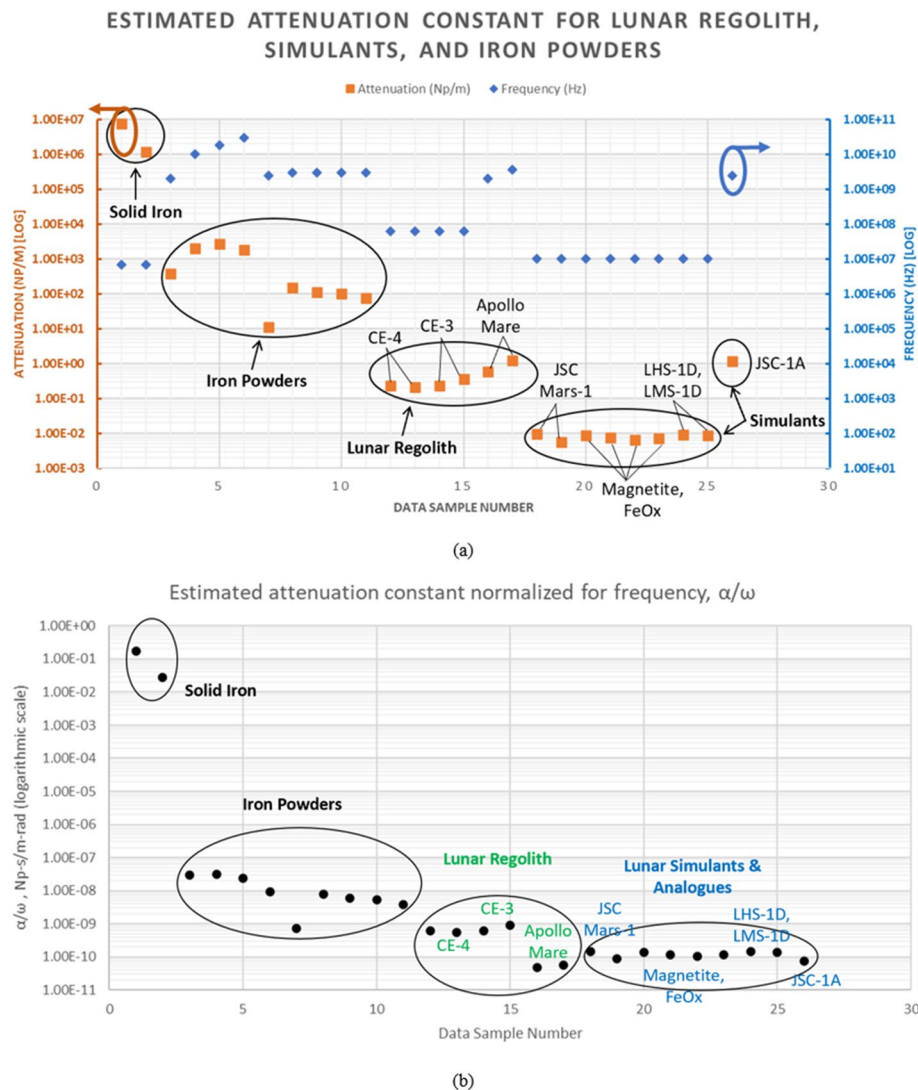 ESTIMATED ATTENUATION CONSTANT FOR LUNAR REGOLITH,
SIMULANTS, AND IRON POWDERS
Attenuation (Np/m) Frequency (Hz)
ATTENUATION (NP/M) [LOG]
1.00E+07
1.00E+06
1.00E+05
1.00E+04
1.00E+03
1.00E+02
1.00E+01
1.00E+00
1.00E-01
1.00E-02
1.00E-03
Solid Iron
Iron Powders
CE-4
CE-3
Apollo
Mare
Lunar Regolith
JSC
Mars-1
LHS-1D,
LMS-1D
JSC-1A
Simulants
Magnetite,
FeOx
1.00E+11
1.00E+10
1.00E+09
1.00E+08
1.00E+07
1.00E+06
1.00E+05
1.00E+04
1.00E+03
1.00E+02
1.00E+01
FREQUENCY (HZ) [LOG]
0 5 10 15 20 25 30
DATA SAMPLE NUMBER
(a)
Estimated attenuation constant normalized for frequency, α/ω
α/ω , Np-s/m-rad (logarithmic scale)
1.00E+00
1.00E-01
1.00E-02
1.00E-03
1.00E-04
1.00E-05
1.00E-06
1.00E-07
1.00E-08
1.00E-09
1.00E-10
1.00E-11
Solid Iron
Iron Powders
Lunar Regolith
CE-3
CE-4
Apollo
Mare
Lunar Simulants &
Analogues
JSC
Mars-1
LHS-1D,
LMS-1D
Magnetite,
FeOx
JSC-1A
0 5 10 15 20 25 30
Data Sample Number
(b)